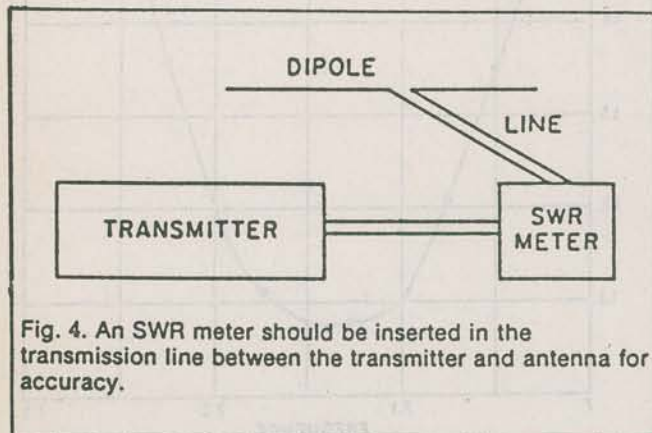 DIPOLE
LINE
TRANSMITTER
SWR
METER
Fig. 4. An SWR meter should be inserted in the
transmission line between the transmitter and antenna for
accuracy.